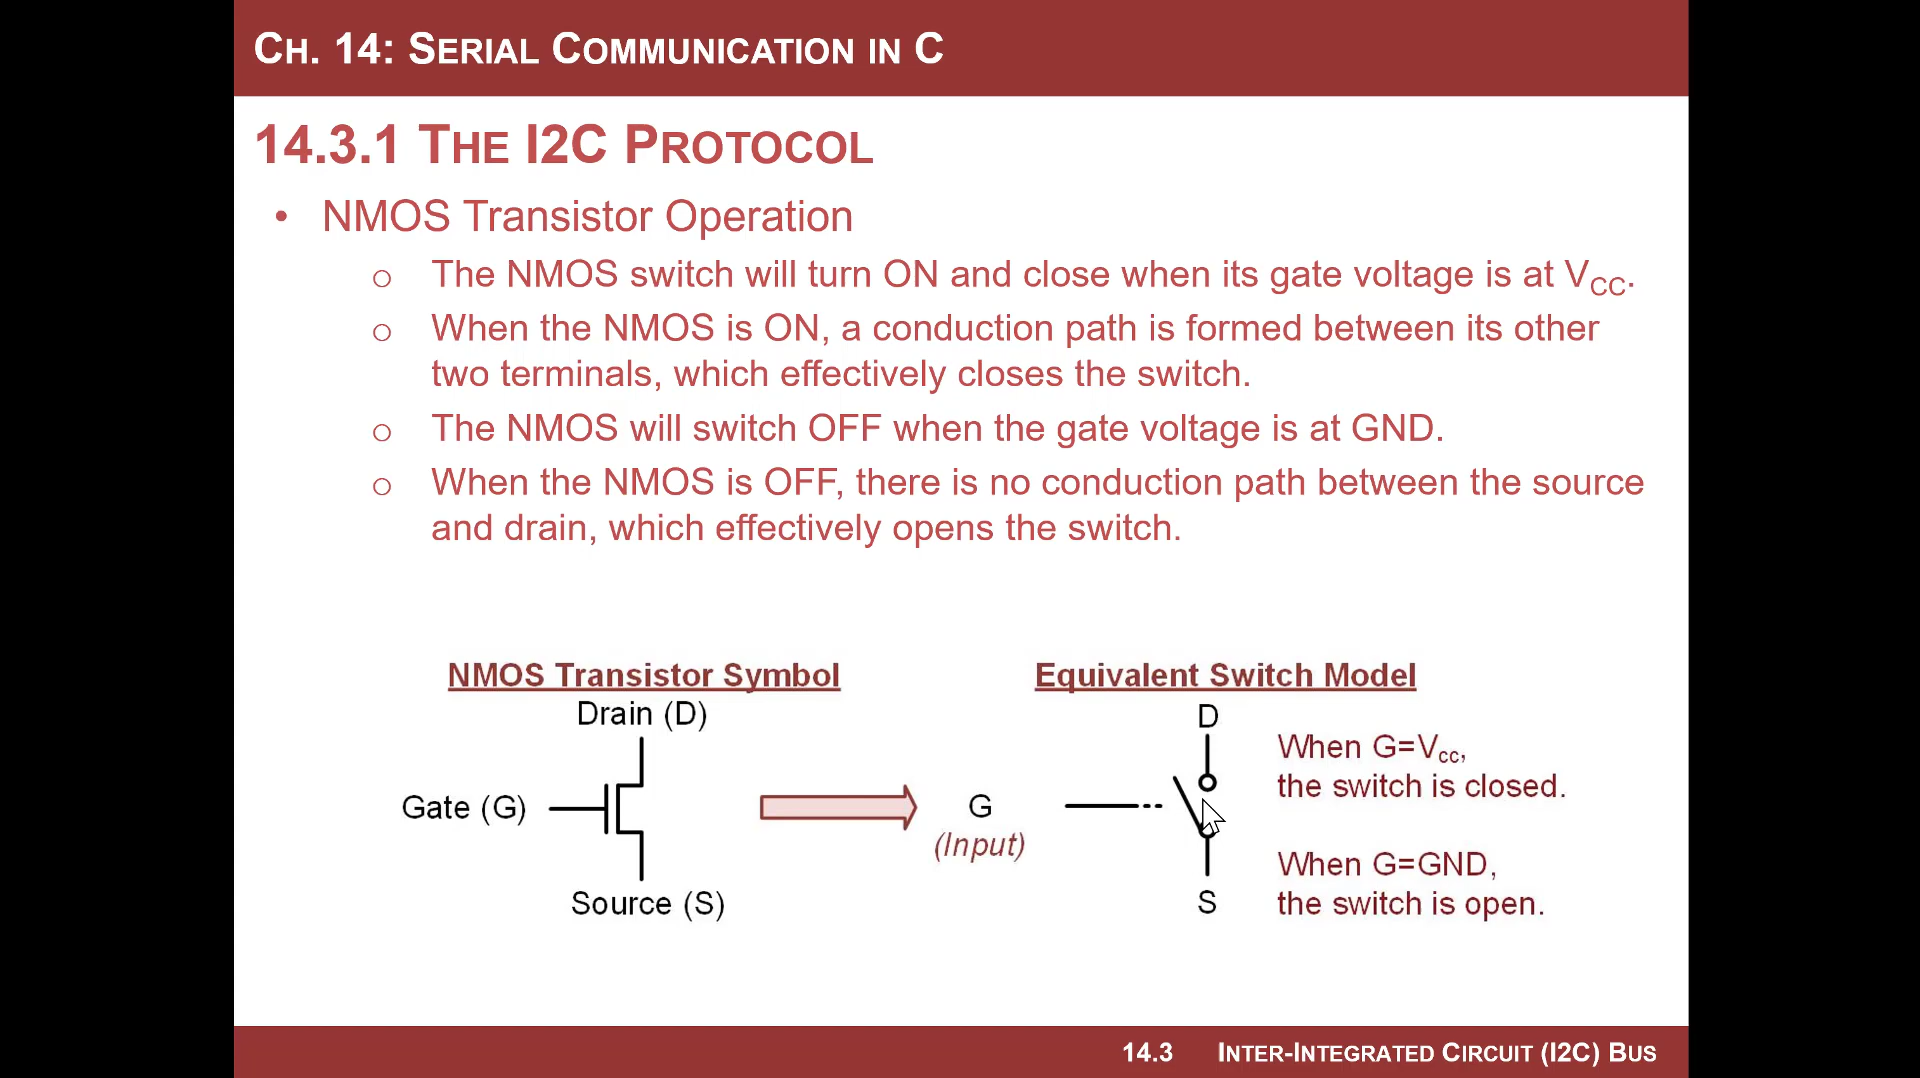 CH. 14: SERIAL COMMUNICATION IN C
14.3.1 THE I2C PROTOCOL
• NMOS Transistor Operation
o The NMOS switch will turn ON and close when its gate voltage is at VCC.
o When the NMOS is ON, a conduction path is formed between its other
two terminals, which effectively closes the switch.
o The NMOS will switch OFF when the gate voltage is at GND.
o When the NMOS is OFF, there is no conduction path between the source
and drain, which effectively opens the switch.
NMOS Transistor Symbol
Drain (D)
Gate (G)
Source (S)
Equivalent Switch Model
D
G
(Input)
S
When G=Vcc,
the switch is closed.
When G=GND,
the switch is open.
14.3 INTER-INTEGRATED CIRCUIT (I2C) BUS